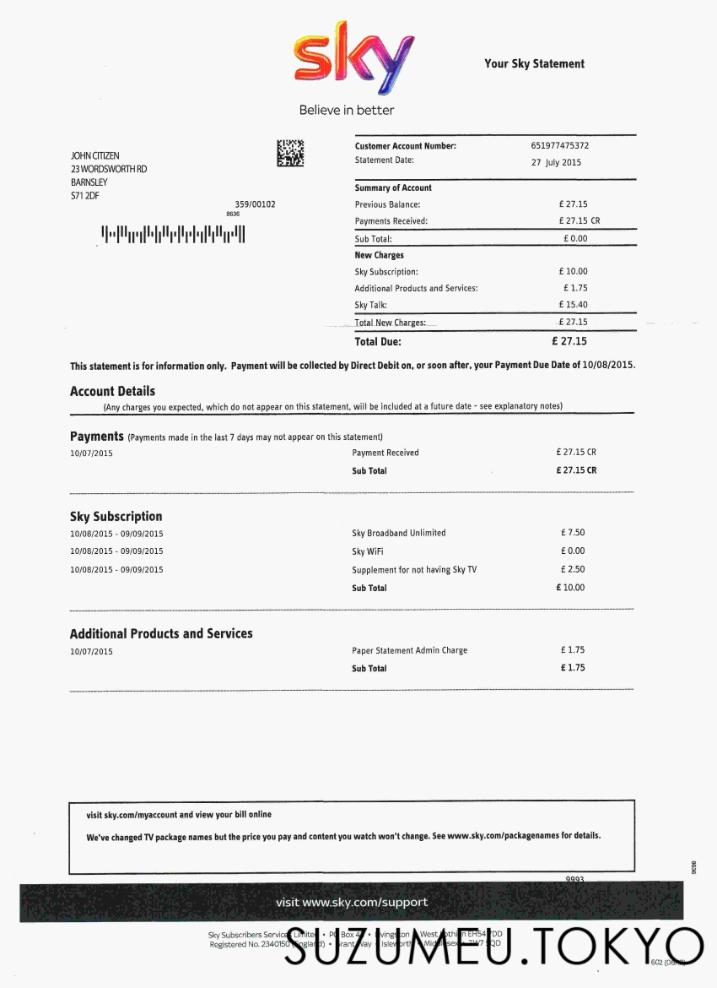 sky
Believe in better
Your Sky Statement
JOHN CITIZEN
23 WORDSWORTH RD
BARNSLEY
S71 2DF
359/00102
8636
Customer Account Number: 651977475372
Statement Date: 27 July 2015
Summary of Account
Previous Balance: £ 27.15
Payments Received: £ 27.15 CR
Sub Total: £ 0.00
New Charges
Sky Subscription: £ 10.00
Additional Products and Services: £ 1.75
Sky Talk: £ 15.40
Total New Charges: £ 27.15
Total Due: £ 27.15
This statement is for information only. Payment will be collected by Direct Debit on, or soon after, your Payment Due Date of 10/08/2015.
Account Details
(Any charges you expected, which do not appear on this statement, will be included at a future date – see explanatory notes)
Payments (Payments made in the last 7 days may not appear on this statement)
10/07/2015 Payment Received £ 27.15 CR
Sub Total £ 27.15 CR
Sky Subscription
10/08/2015 - 09/09/2015 Sky Broadband Unlimited £ 7.50
10/08/2015 - 09/09/2015 Sky WiFi £ 0.00
10/08/2015 - 09/09/2015 Supplement for not having Sky TV £ 2.50
Sub Total £ 10.00
Additional Products and Services
10/07/2015 Paper Statement Admin Charge £ 1.75
Sub Total £ 1.75
visit sky.com/myaccount and view your bill online
We've changed TV package names but the price you pay and content you watch won't change. See www.sky.com/packagenames for details.
9993
visit www.sky.com/support
Sky Subscribers Services Limited • PO Box • Livingston • West Lothian EH54 7DD
Registered No. 2340150 (England) • Grant Way • Isleworth • Middlesex • TW7 5QD
SUZUMEU.TOKYO